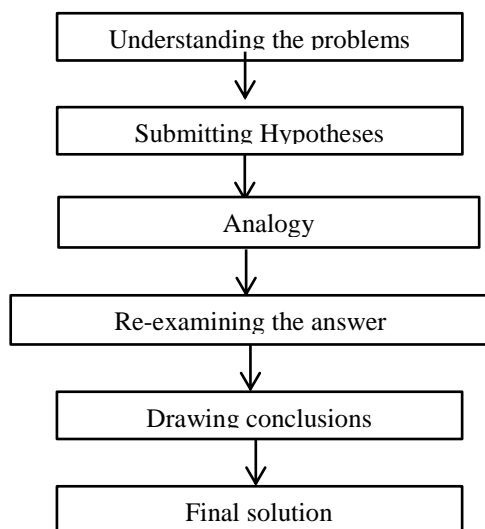 Understanding the problems
Submitting Hypotheses
Analogy
Re-examining the answer
Drawing conclusions
Final solution